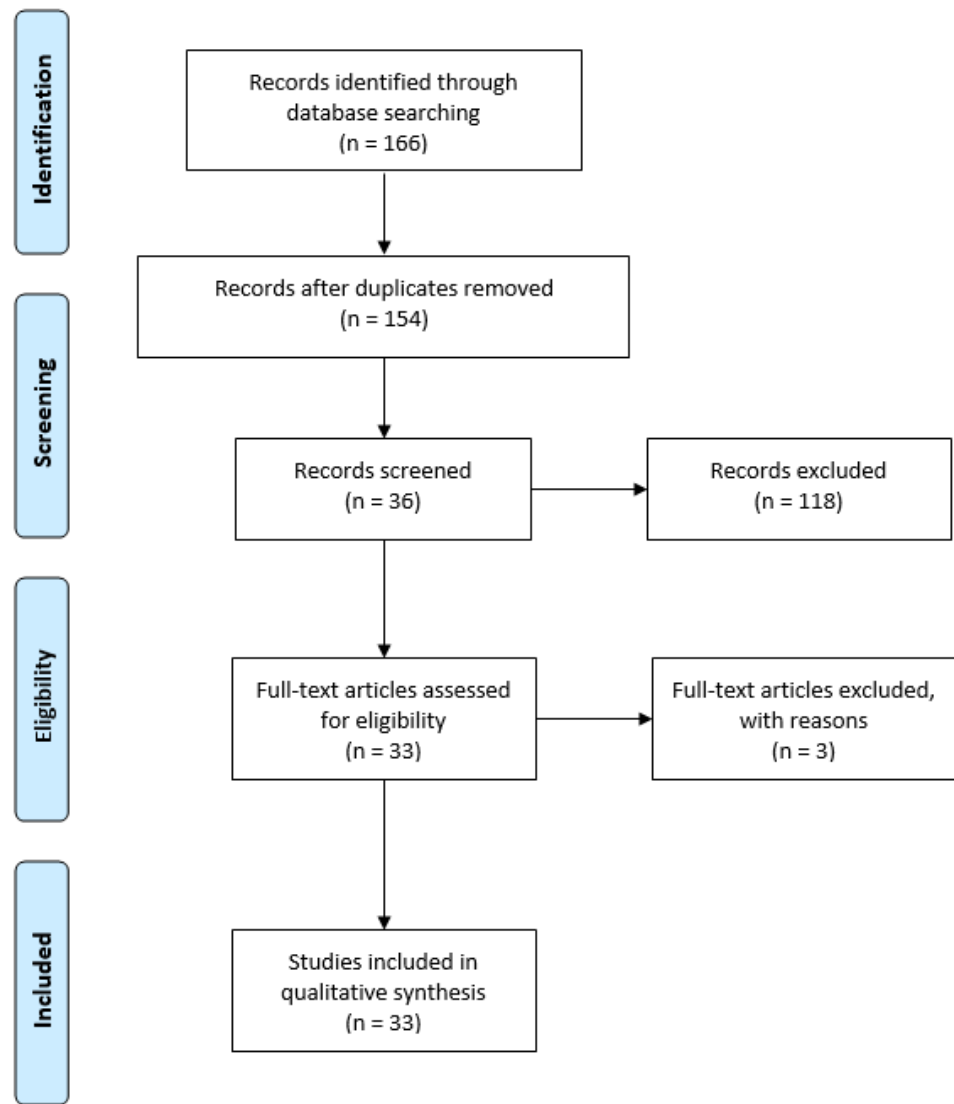 Identification
Records identified through
database searching
(n = 166)
Records after duplicates removed
(n = 154)
Screening
Records screened
(n = 36)
Records excluded
(n = 118)
Eligibility
Full-text articles assessed
for eligibility
(n = 33)
Full-text articles excluded,
with reasons
(n = 3)
Included
Studies included in
qualitative synthesis
(n = 33)